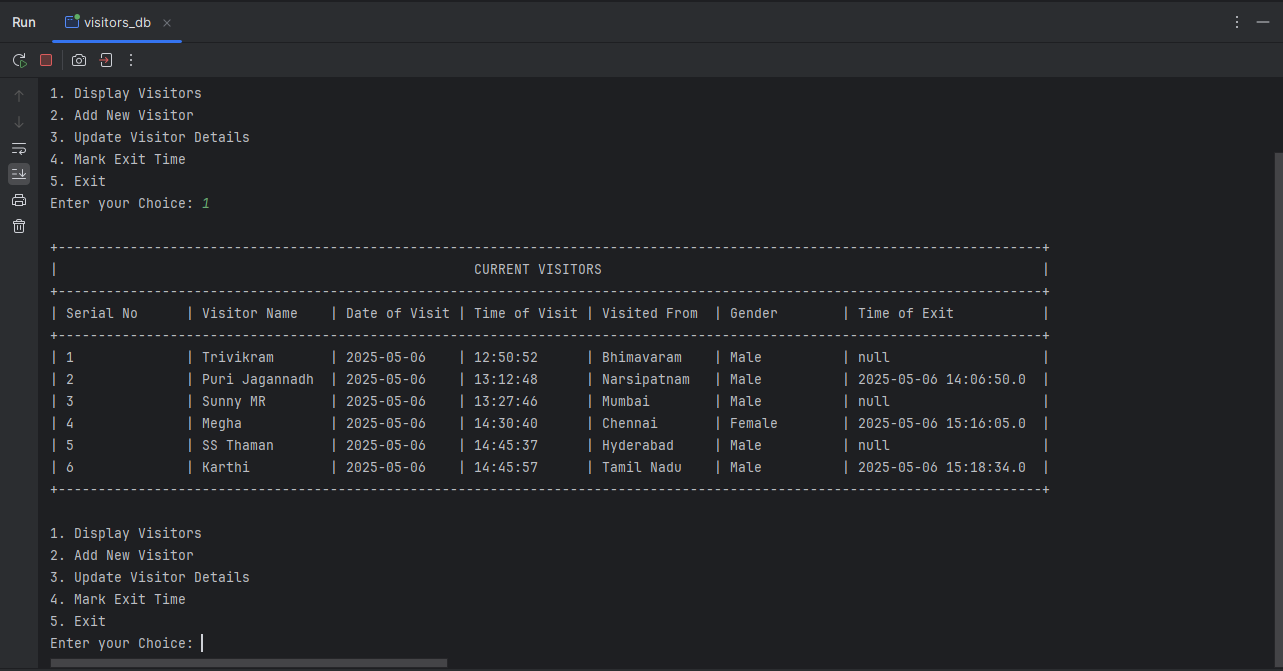 Run visitors_db
1. Display Visitors
2. Add New Visitor
3. Update Visitor Details
4. Mark Exit Time
5. Exit
Enter your Choice: 1
+---------------------------------------------------------------------------------------------------------------------------+
| CURRENT VISITORS |
+---------------------------------------------------------------------------------------------------------------------------+
| Serial No | Visitor Name | Date of Visit | Time of Visit | Visited From | Gender | Time of Exit |
+---------------------------------------------------------------------------------------------------------------------------+
| 1 | Trivikram | 2025-05-06 | 12:50:52 | Bhimavaram | Male | null |
| 2 | Puri Jagannadh | 2025-05-06 | 13:12:48 | Narsipatnam | Male | 2025-05-06 14:06:50.0 |
| 3 | Sunny MR | 2025-05-06 | 13:27:46 | Mumbai | Male | null |
| 4 | Megha | 2025-05-06 | 14:30:40 | Chennai | Female | 2025-05-06 15:16:05.0 |
| 5 | SS Thaman | 2025-05-06 | 14:45:37 | Hyderabad | Male | null |
| 6 | Karthi | 2025-05-06 | 14:45:57 | Tamil Nadu | Male | 2025-05-06 15:18:34.0 |
+---------------------------------------------------------------------------------------------------------------------------+
1. Display Visitors
2. Add New Visitor
3. Update Visitor Details
4. Mark Exit Time
5. Exit
Enter your Choice: